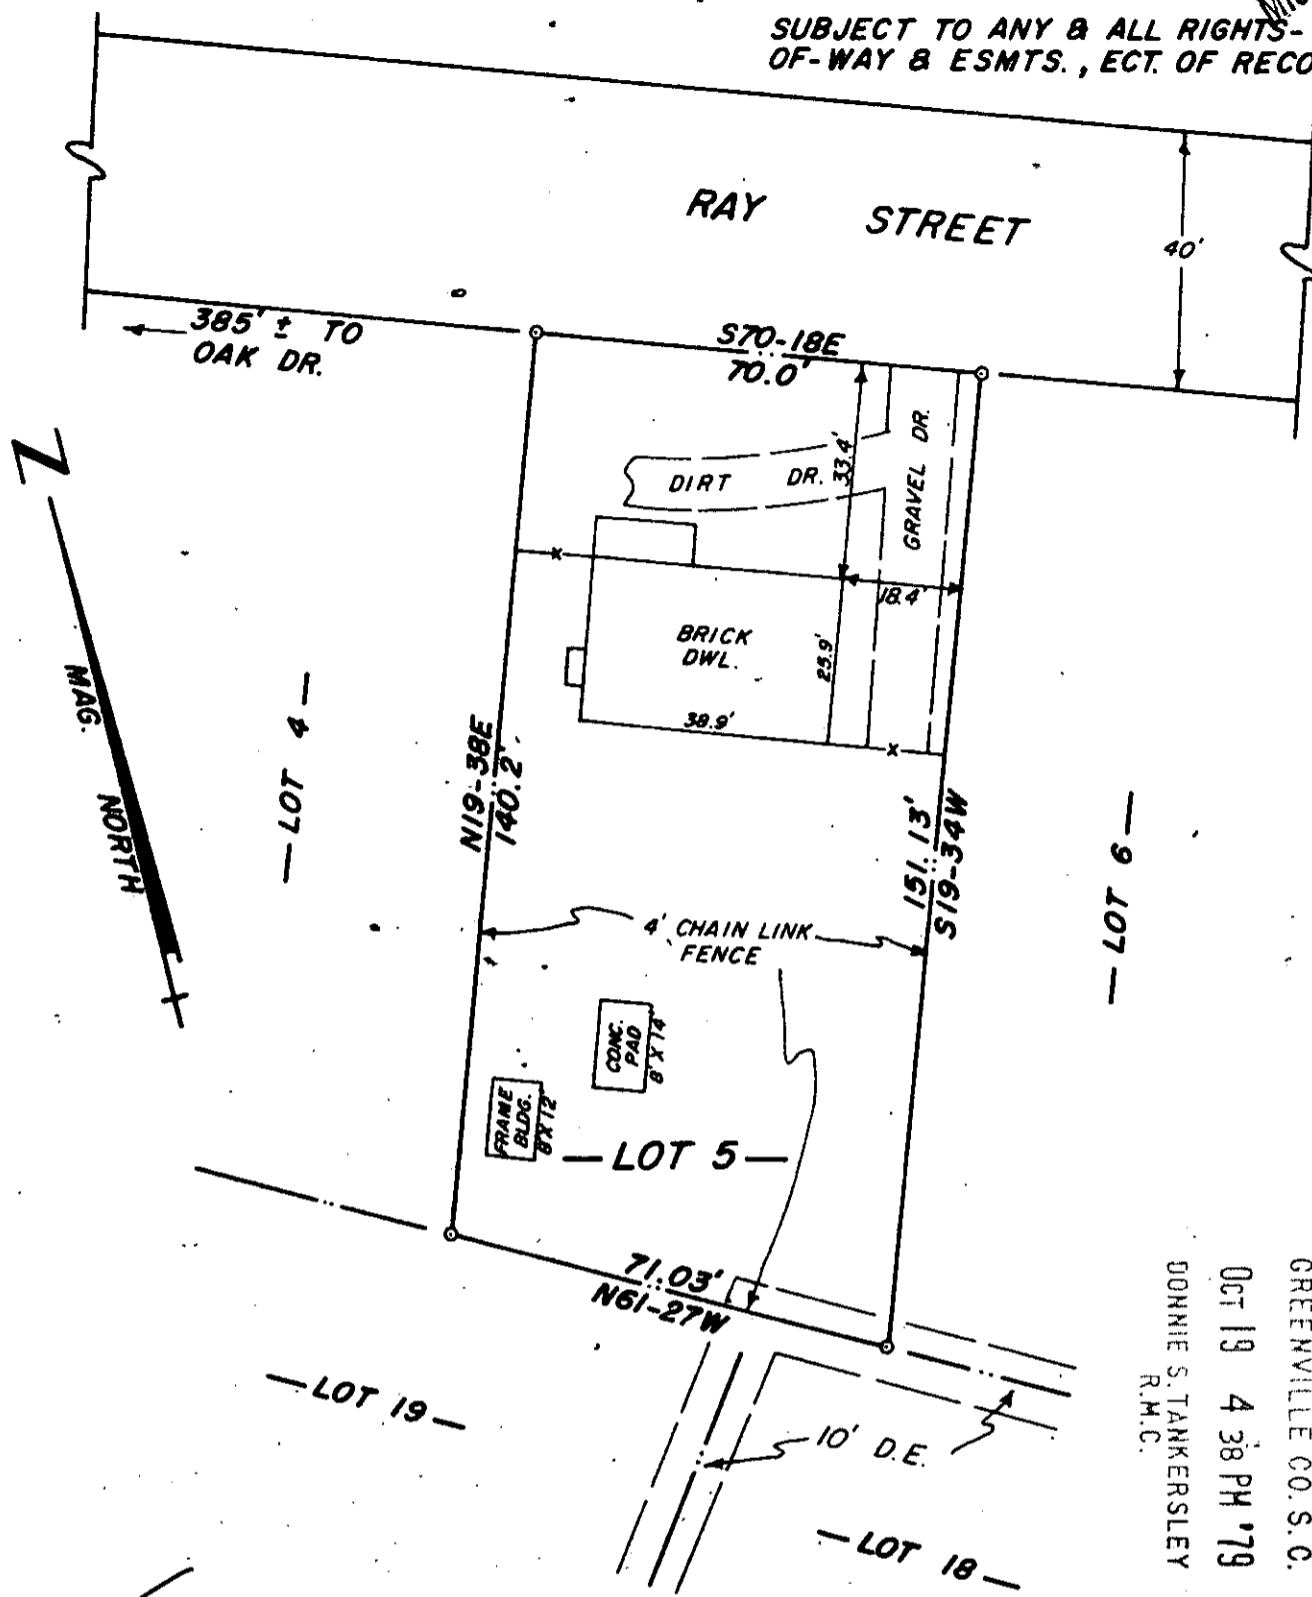 SUBJECT TO ANY & ALL RIGHTS-
OF-WAY & ESMTS., ECT. OF RECO
RAY STREET
40'
385' ± TO
OAK DR.
S70-18E
70.0'
N
MAG. NORTH
DIRT DR.
33.4'
GRAVEL DR.
18.4'
BRICK
DWL.
25.9'
38.9'
— LOT 4 —
N19-38E
140.2'
151.13'
S19-34W
— LOT 6 —
4' CHAIN LINK
FENCE
CONC.
PAD
8' X 14'
FRAME
BLDG.
8' X 12'
— LOT 5 —
71.03'
N61-27W
— LOT 19 —
10' D.E.
— LOT 18 —
GREENVILLE CO. S. C.
OCT 19 4 38 PM '79
DONNIE S. TANKERSLEY
R.M.C.